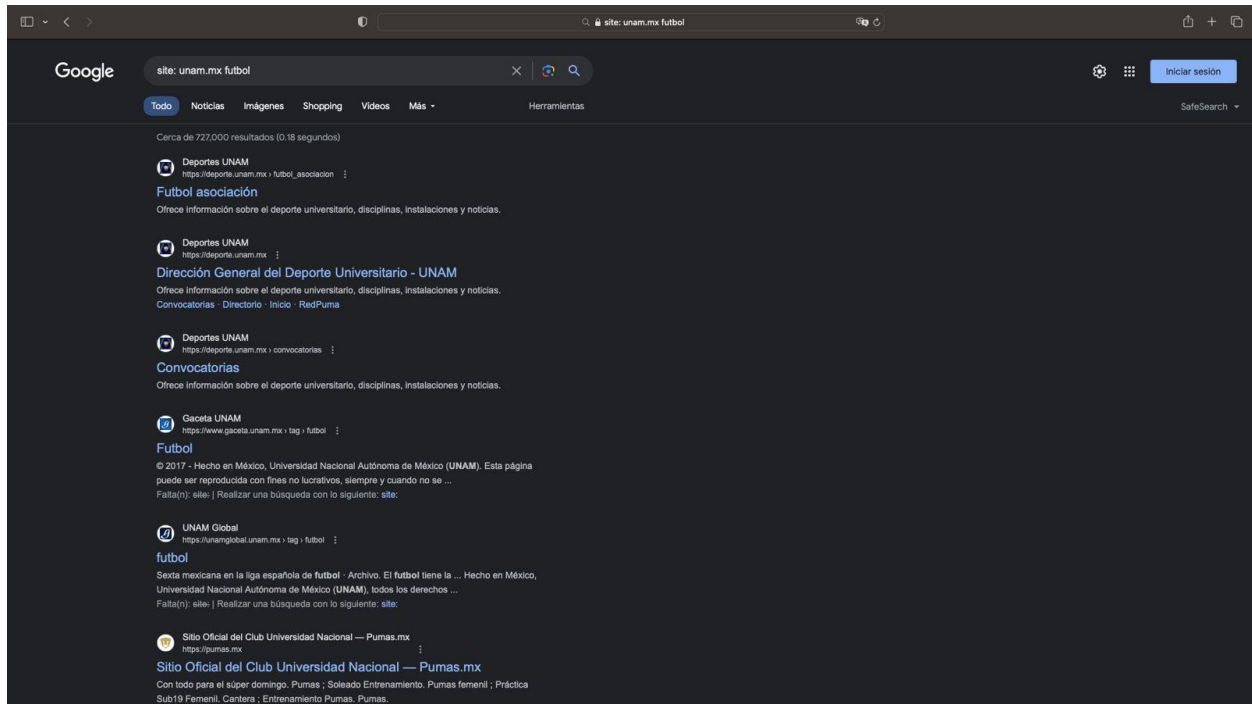 site: unam.mx futbol
Google
site: unam.mx futbol
Iniciar sesión
Todo Noticias Imágenes Shopping Videos Más Herramientas SafeSearch
Cerca de 727,000 resultados (0.18 segundos)
Deportes UNAM
https://deporte.unam.mx › futbol_asociacion
Futbol asociación
Ofrece información sobre el deporte universitario, disciplinas, instalaciones y noticias.
Deportes UNAM
https://deporte.unam.mx
Dirección General del Deporte Universitario - UNAM
Ofrece información sobre el deporte universitario, disciplinas, instalaciones y noticias.
Convocatorias · Directorio · Inicio · RedPuma
Deportes UNAM
https://deporte.unam.mx › convocatorias
Convocatorias
Ofrece información sobre el deporte universitario, disciplinas, instalaciones y noticias.
Gaceta UNAM
https://www.gaceta.unam.mx › tag › futbol
Futbol
© 2017 - Hecho en México, Universidad Nacional Autónoma de México (UNAM). Esta página
puede ser reproducida con fines no lucrativos, siempre y cuando no se ...
Falta(n): site: | Realizar una búsqueda con lo siguiente: site:
UNAM Global
https://unamglobal.unam.mx › tag › futbol
futbol
Sexta mexicana en la liga española de futbol · Archivo. El futbol tiene la ... Hecho en México,
Universidad Nacional Autónoma de México (UNAM), todos los derechos ...
Falta(n): site: | Realizar una búsqueda con lo siguiente: site:
Sitio Oficial del Club Universidad Nacional — Pumas.mx
https://pumas.mx
Sitio Oficial del Club Universidad Nacional — Pumas.mx
Con todo para el súper domingo. Pumas ; Soleado Entrenamiento. Pumas femenil ; Práctica
Sub19 Femenil. Cantera ; Entrenamiento Pumas. Pumas.